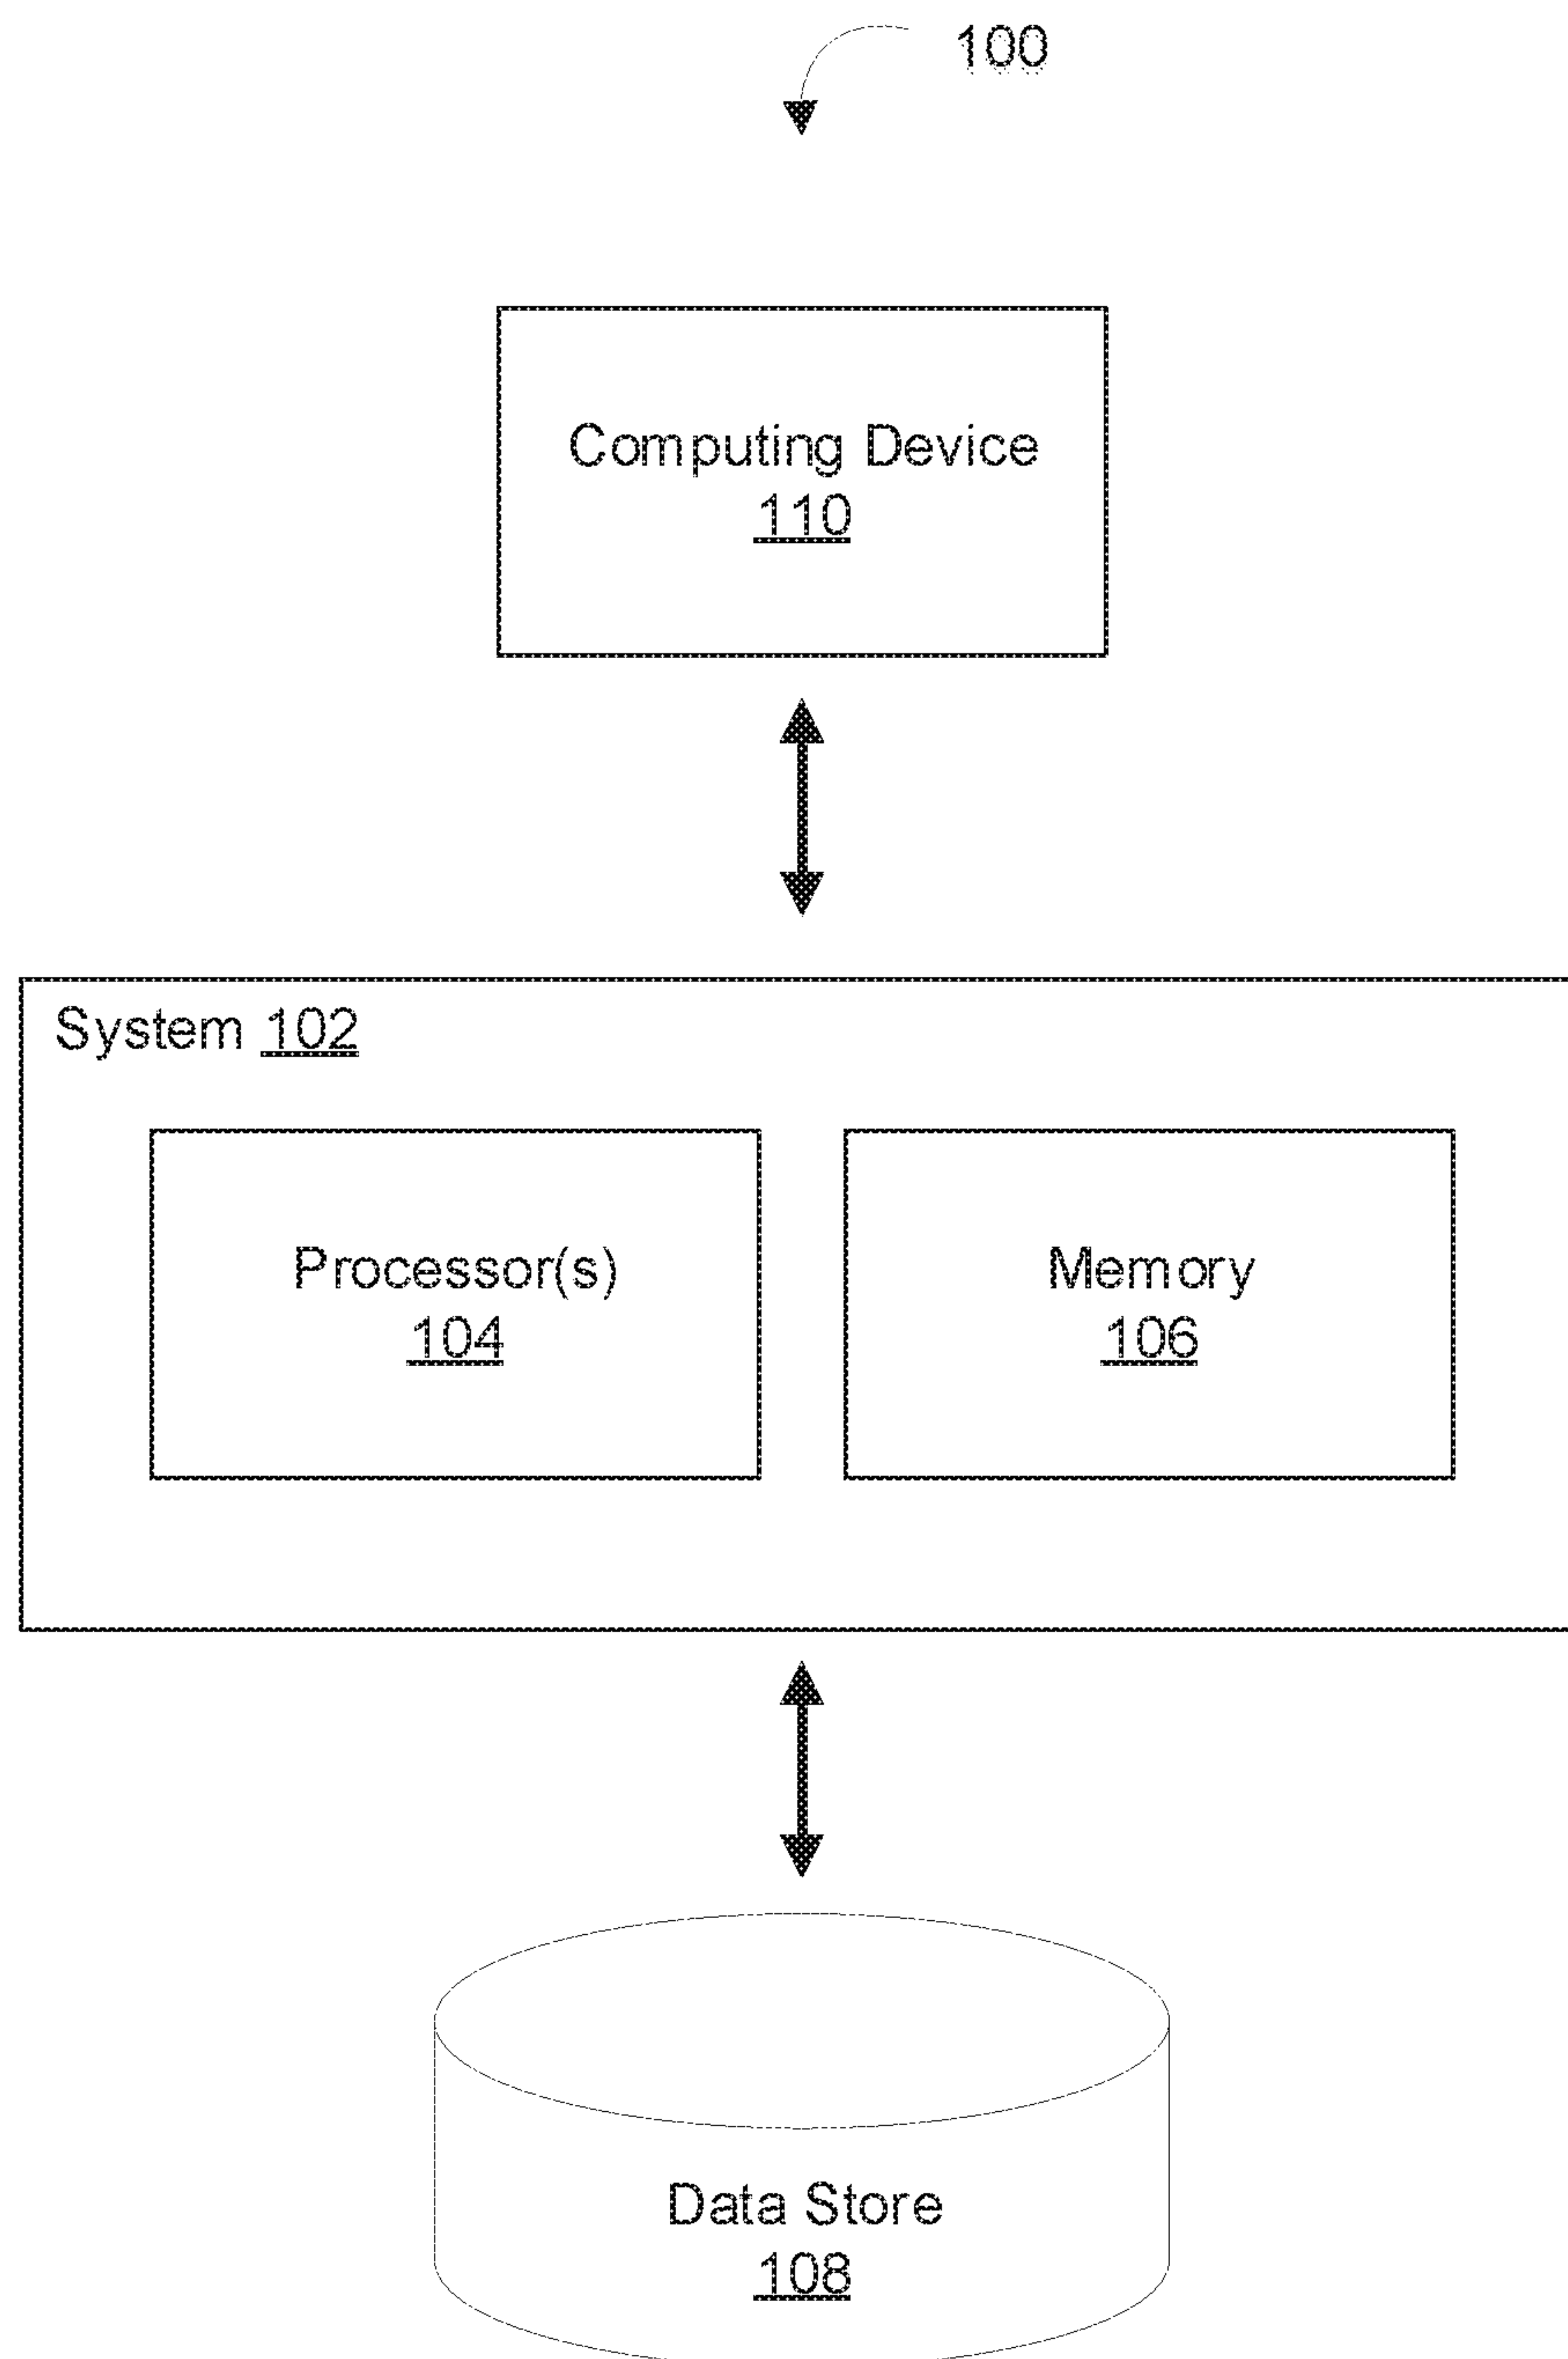 100
Computing Device
110
System 102
Processor(s)
104
Memory
106
Data Store
108